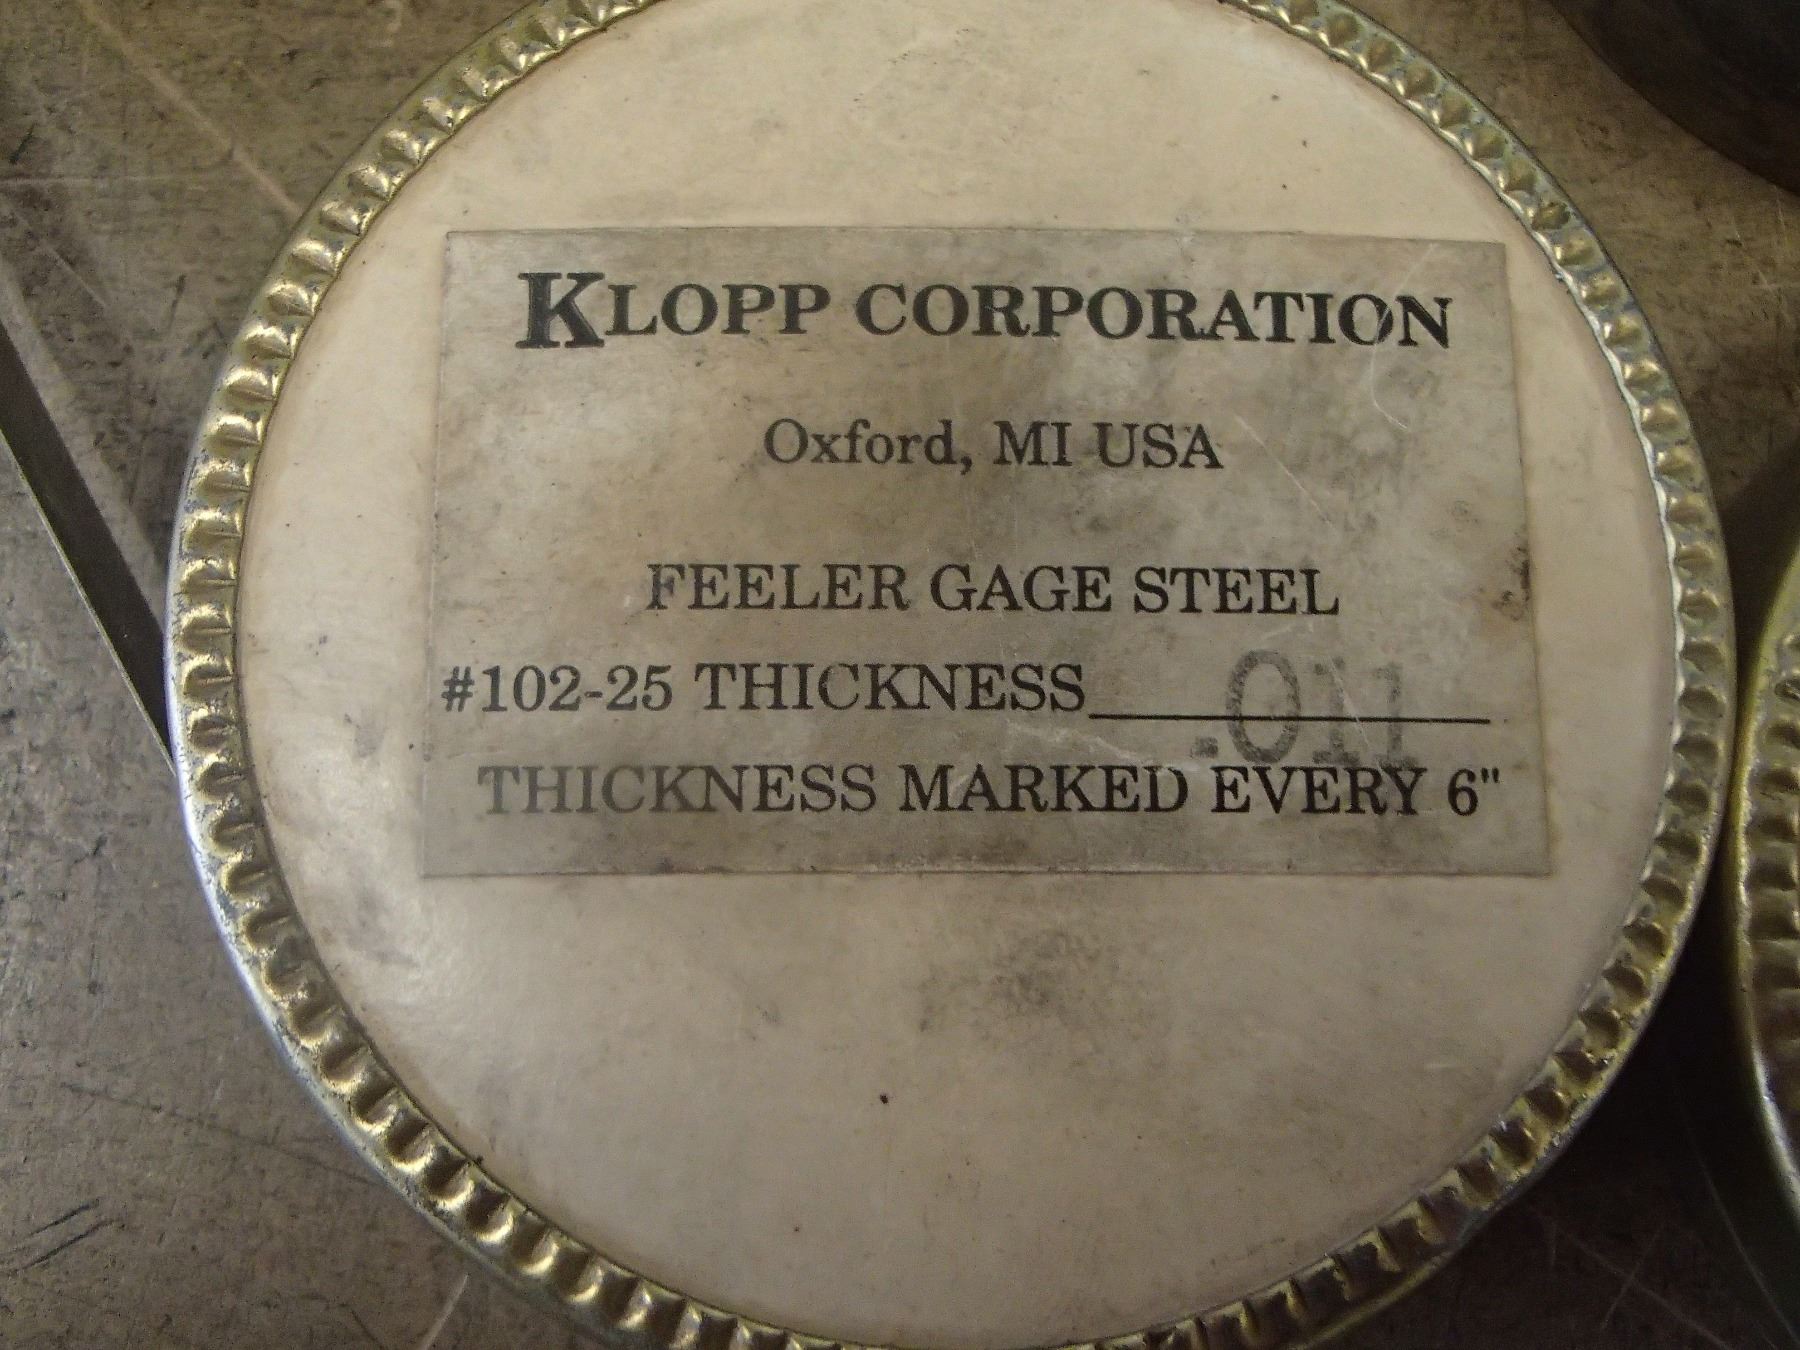 KLOPP CORPORATION
Oxford, MI USA
FEELER GAGE STEEL
#102-25 THICKNESS .011
THICKNESS MARKED EVERY 6"